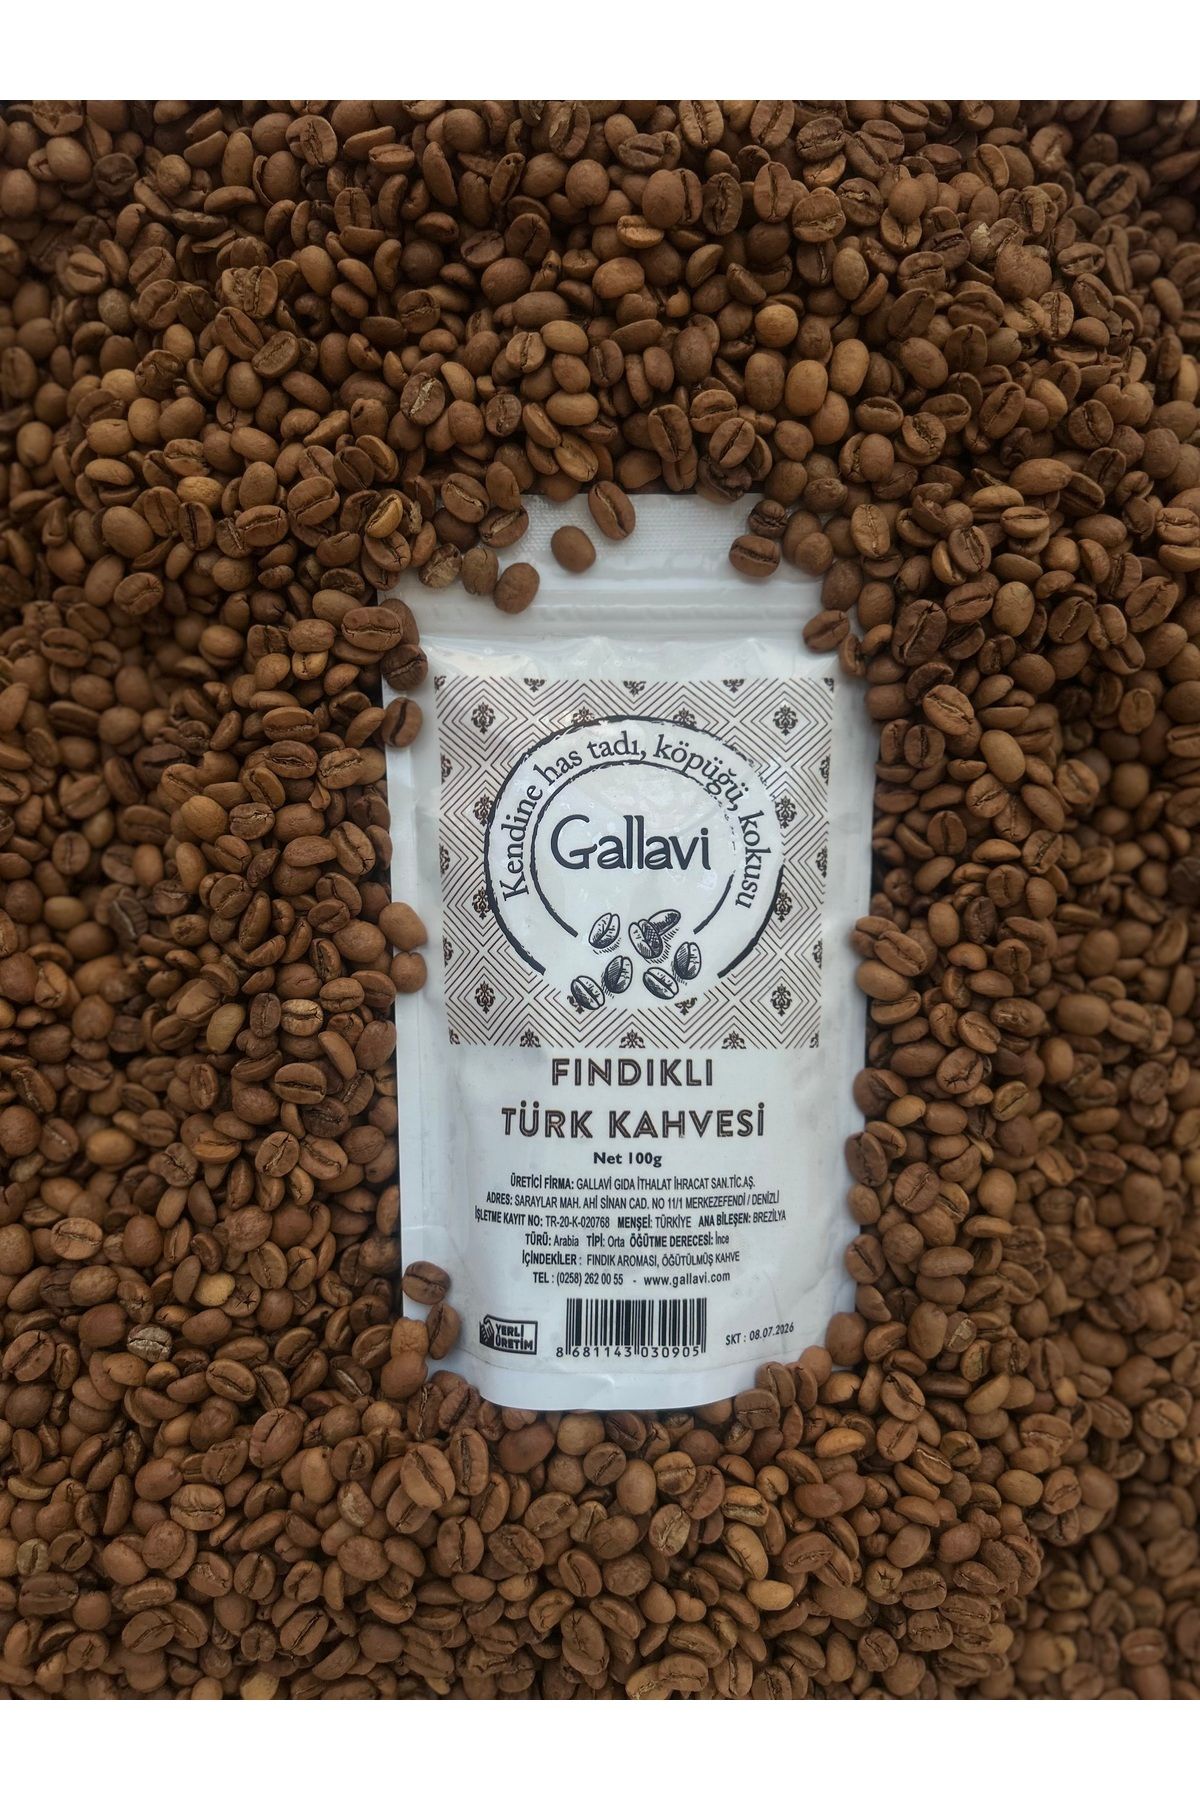 Kendine has tadı, köpüğü, kokusu
Gallavi
FINDIKLI
TÜRK KAHVESİ
Net 100g
ÜRETİCİ FİRMA: GALLAVİ GIDA İTHALAT İHRACAT SAN.TİC.AŞ.
ADRES: SARAYLAR MAH. AHİ SİNAN CAD. NO 11/1 MERKEZEFENDİ / DENİZLİ
İŞLETME KAYIT NO: TR-20-K-020768 MENŞEİ: TÜRKİYE ANA BİLEŞEN: BREZİLYA
TÜRÜ: Arabia TİPİ: Orta ÖĞÜTME DERECESİ: İnce
İÇİNDEKİLER : FINDIK AROMASI, ÖĞÜTÜLMÜŞ KAHVE
TEL : (0258) 262 00 55 - www.gallavi.com
YERLİ
ÜRETİM
8 681143 030905
SKT : 08.07.2026